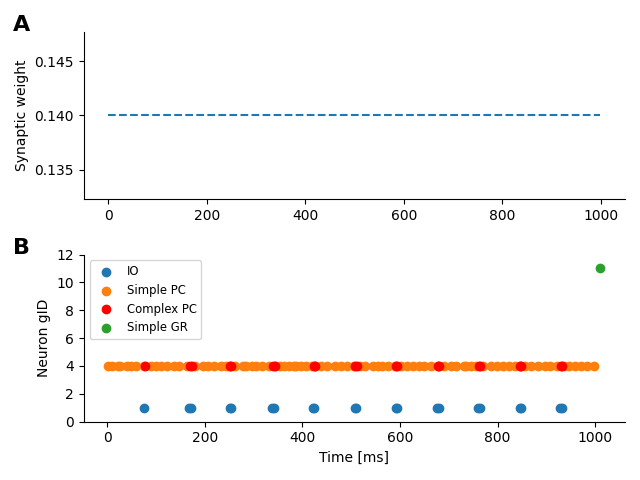 A
Synaptic weight
0.145
0.140
0.135
0 200 400 600 800 1000
B
Neuron gID
12
10
8
6
4
2
0
IO
Simple PC
Complex PC
Simple GR
0 200 400 600 800 1000
Time [ms]